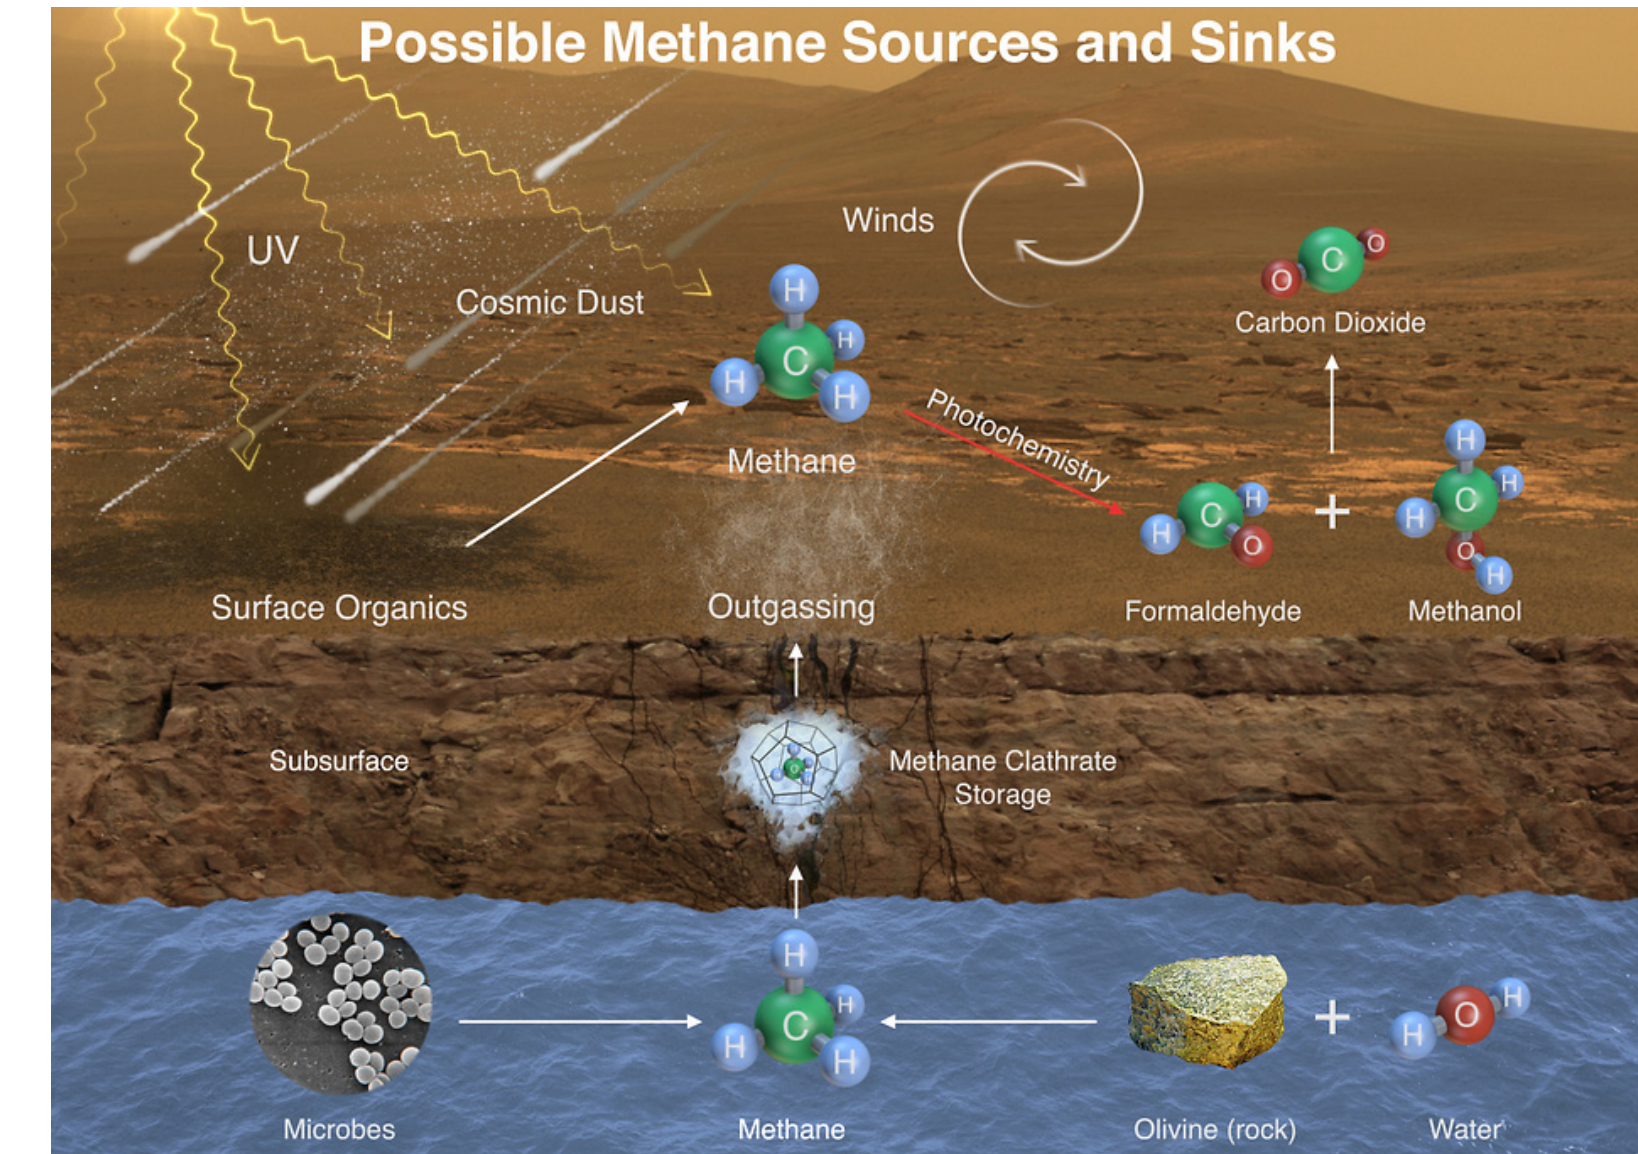 Possible Methane Sources and Sinks
UV
Cosmic Dust
Winds
O
C
O
Carbon Dioxide
H
H
C
H
H
Methane
Photochemistry
H
H
C
H
H
C
O
+
H
O
H
Surface Organics
Outgassing
Formaldehyde
Methanol
Subsurface
Methane Clathrate
Storage
H
H
C
H
H
+
H
O
H
Microbes
Methane
Olivine (rock)
Water